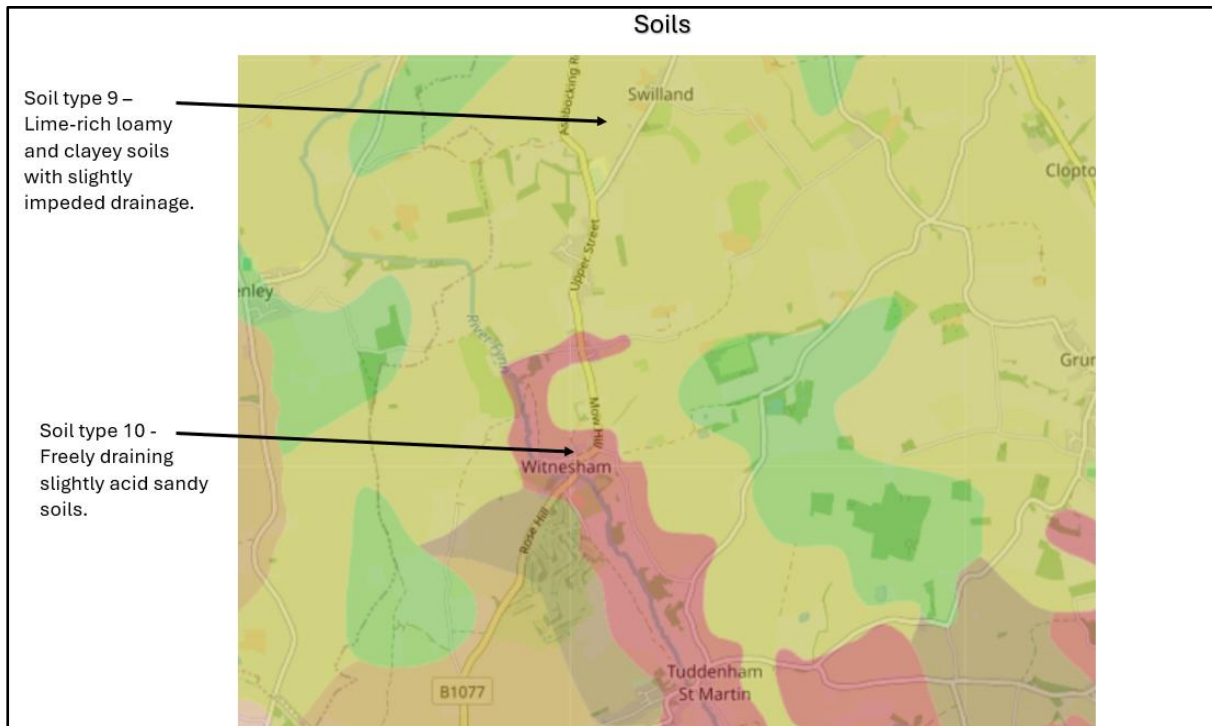 Soils
Soil type 9 –
Lime-rich loamy
and clayey soils
with slightly
impeded drainage.
Ashbocking R
Swilland
Clopto
Upper Street
enley
River Fynn
Grun
Mow Hill
Soil type 10 -
Freely draining
slightly acid sandy
soils.
Witnesham
Rose Hill
Tuddenham
St Martin
B1077